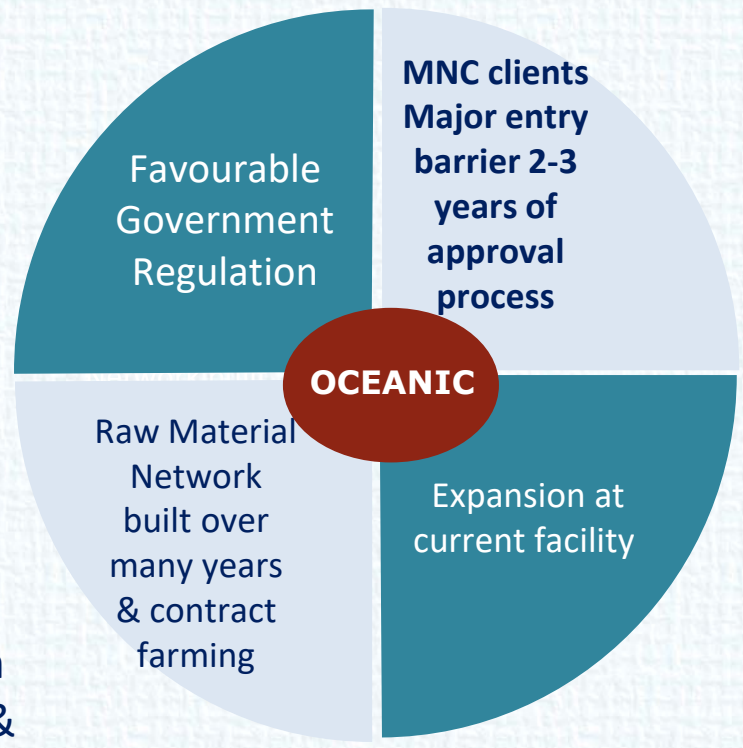 Favourable
Government
Regulation
MNC clients
Major entry
barrier 2-3
years of
approval
process
OCEANIC
Raw Material
Network
built over
many years
& contract
farming
Expansion at
current facility
&